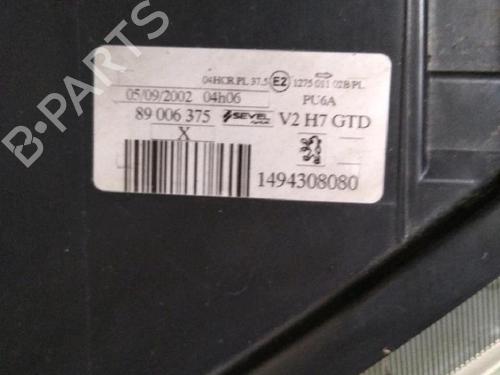 04HCR PL 37.5 E2 1275 011 02B/PL
05/09/2002 04h06 PU6A
89 006 375 SEVEL V2 H7 GTD
X
1494308080
B-PARTS